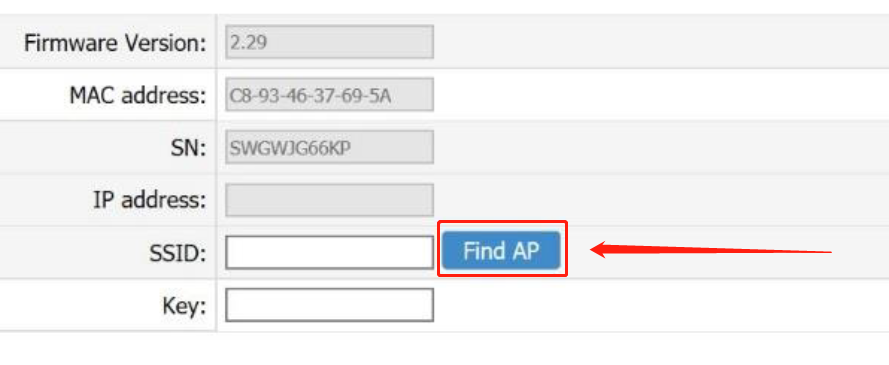 Firmware Version: 2.29
MAC address: C8-93-46-37-69-5A
SN: SWGWJG66KP
IP address:
SSID: Find AP
Key: